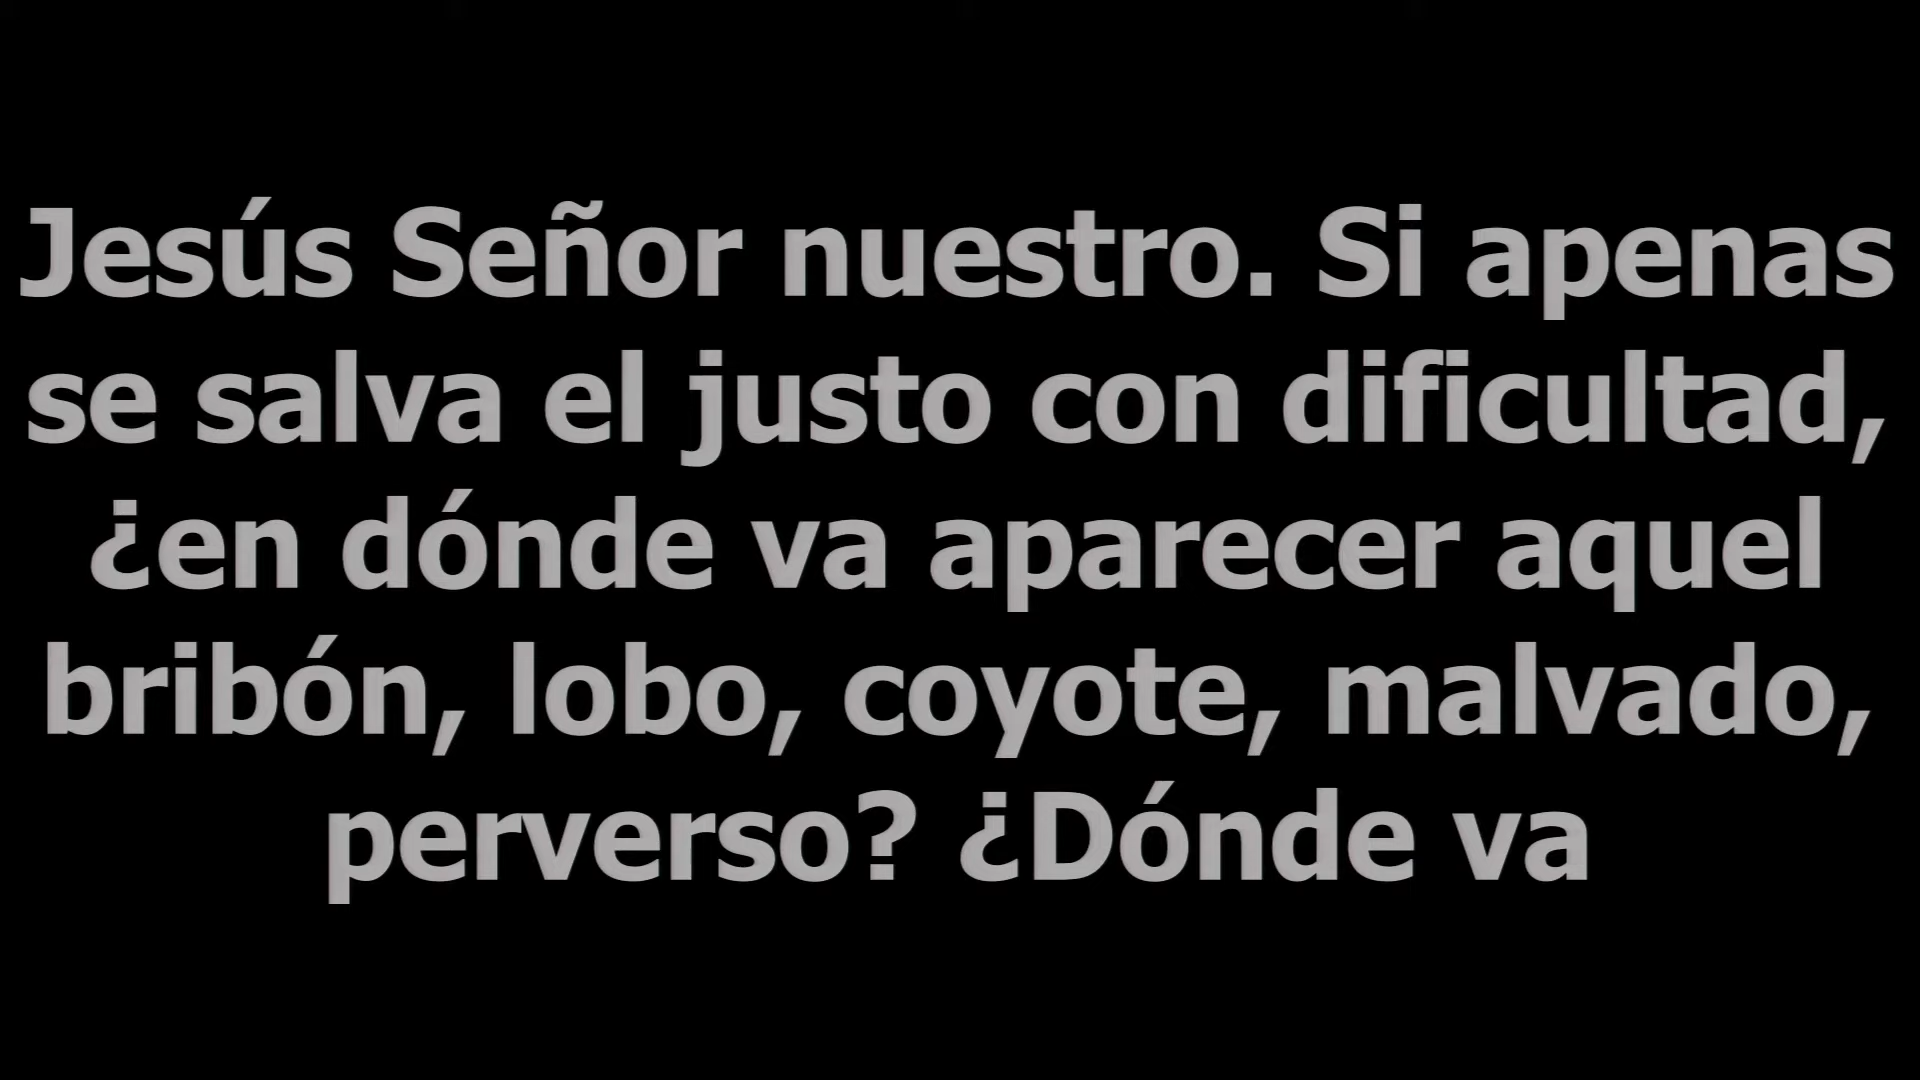 Jesús Señor nuestro. Si apenas
se salva el justo con dificultad,
¿en dónde va aparecer aquel
bribón, lobo, coyote, malvado,
perverso? ¿Dónde va